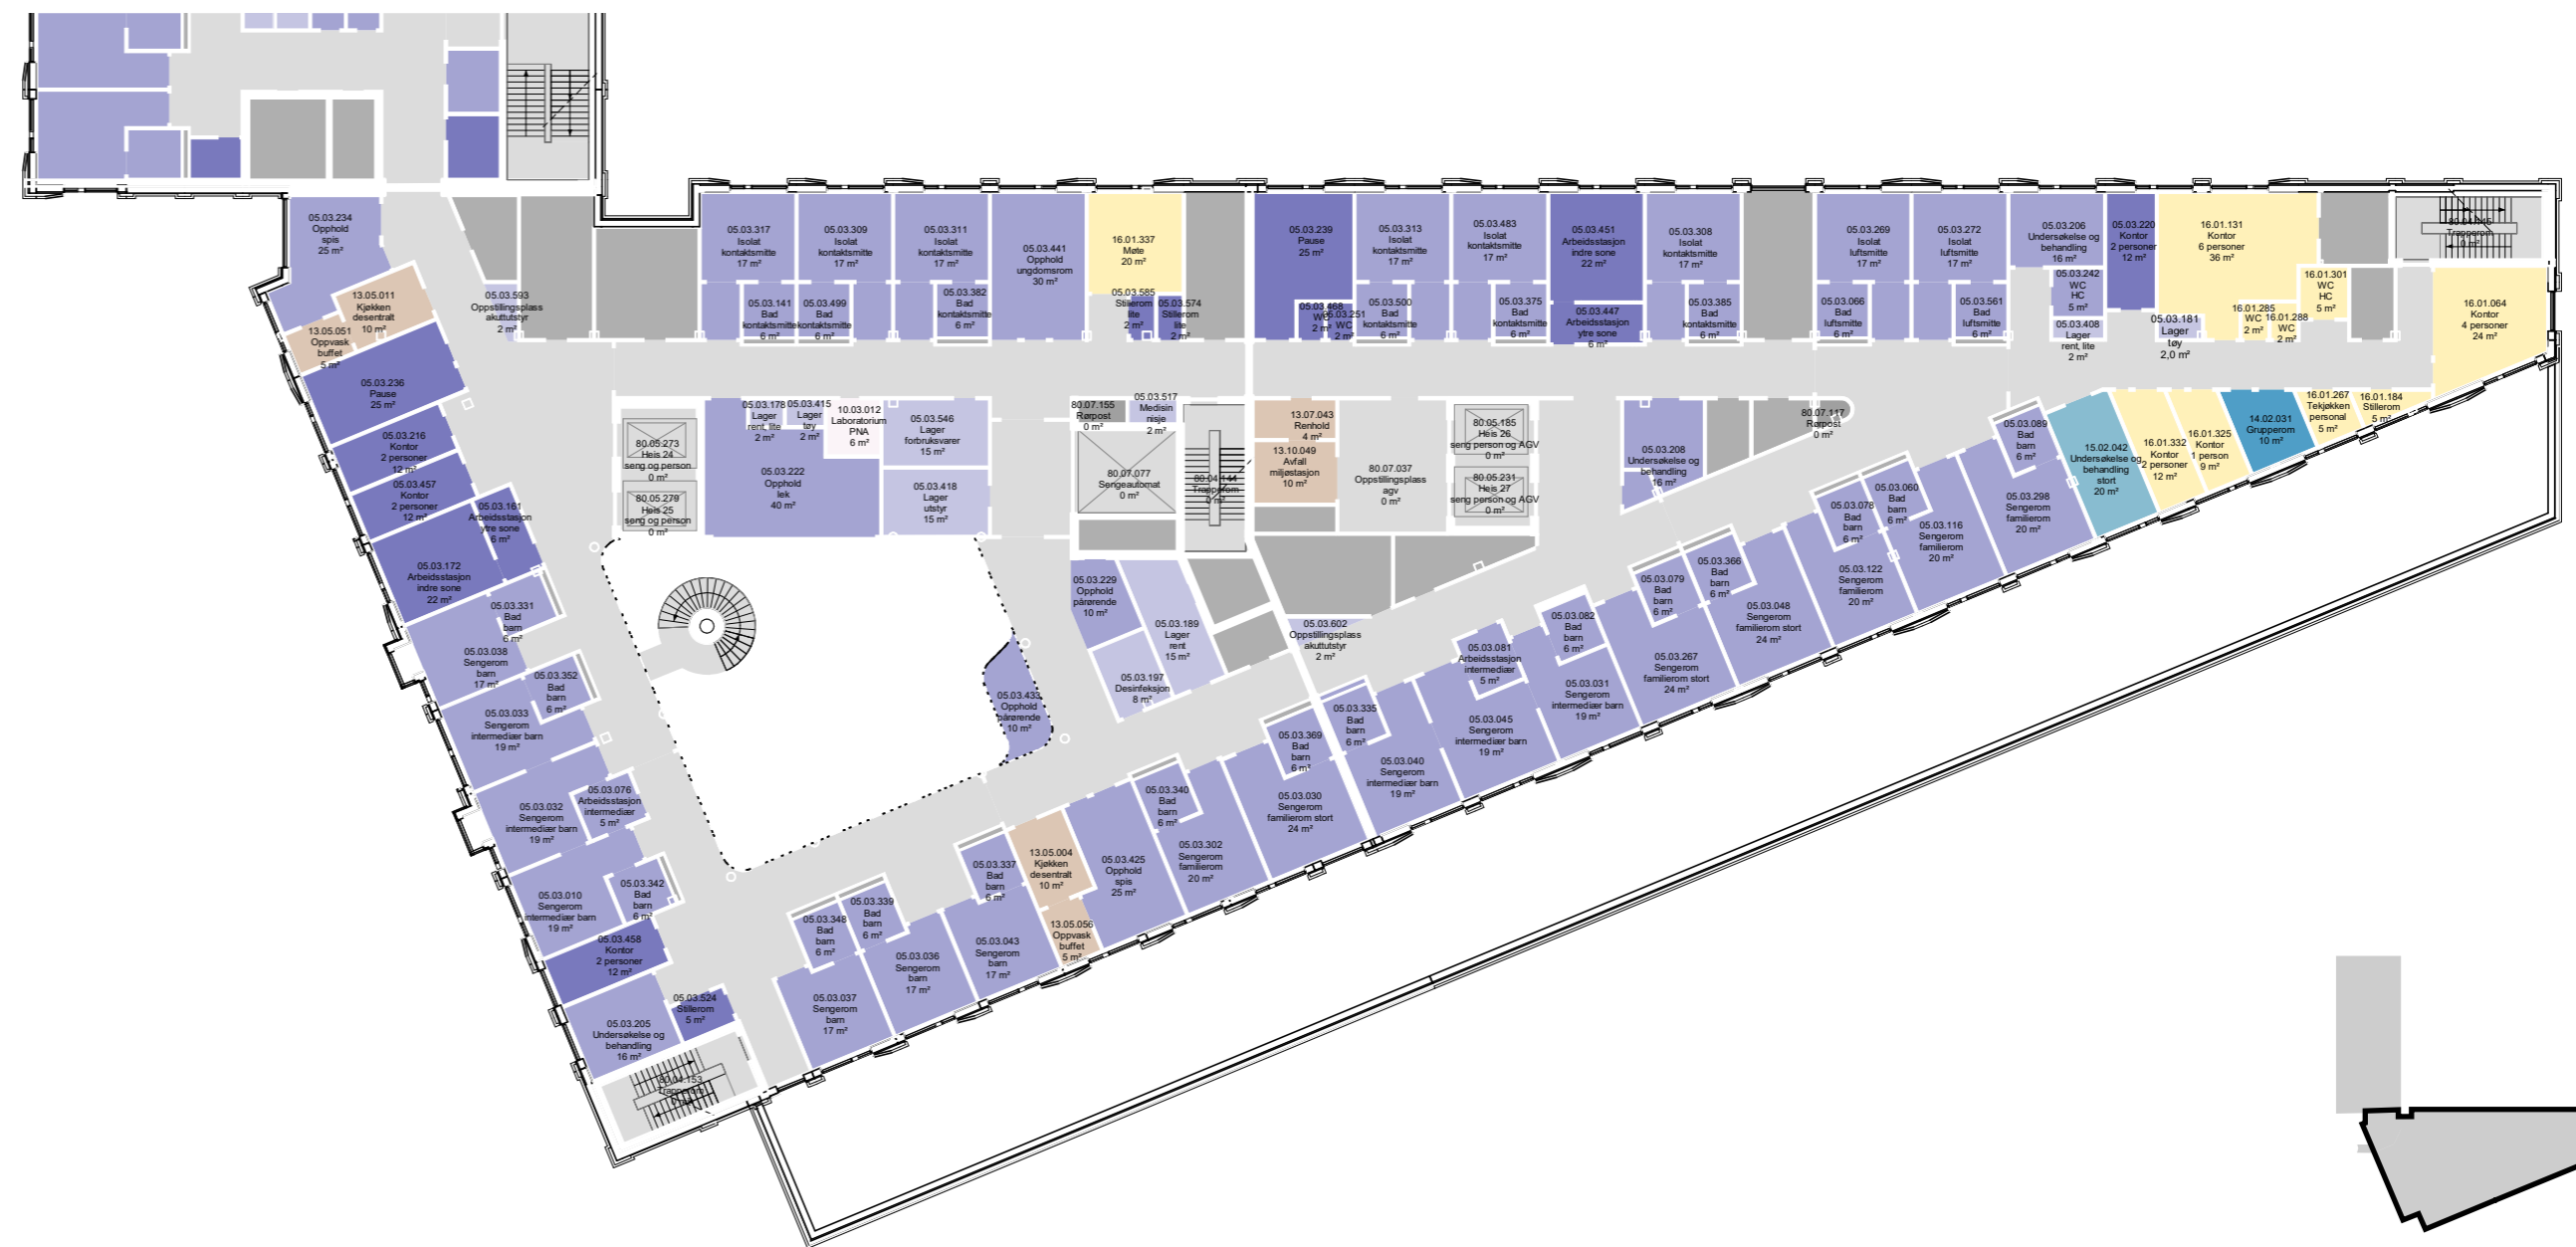 05.03.234
Opphold
spis
25 m²
13.05.011
Kjøkken
desentralt
10 m²
13.05.051
Oppvask
buffet
5 m²
05.03.236
Pause
25 m²
05.03.216
Kontor
2 personer
12 m²
05.03.457
Kontor
2 personer
12 m²
05.03.161
Arbeidsstasjon
ytre sone
6 m²
05.03.172
Arbeidsstasjon
indre sone
22 m²
05.03.331
Bad
barn
6 m²
05.03.038
Sengerom
barn
17 m²
05.03.352
Bad
barn
6 m²
05.03.033
Sengerom
intermediær barn
19 m²
05.03.032
Sengerom
intermediær barn
19 m²
05.03.076
Arbeidsstasjon
intermediær
5 m²
05.03.010
Sengerom
intermediær barn
19 m²
05.03.342
Bad
barn
6 m²
05.03.458
Kontor
2 personer
12 m²
05.03.524
Stillerom
5 m²
05.03.205
Undersøkelse og
behandling
16 m²
80.04.153
Trapperom
0 m²
05.03.593
Oppstillingsplass
akuttutstyr
2 m²
05.03.317
Isolat
kontaktsmitte
17 m²
05.03.141
Bad
kontaktsmitte
6 m²
05.03.309
Isolat
kontaktsmitte
17 m²
05.03.499
Bad
kontaktsmitte
6 m²
05.03.311
Isolat
kontaktsmitte
17 m²
05.03.382
Bad
kontaktsmitte
6 m²
05.03.441
Opphold
ungdomsrom
30 m²
16.01.337
Møte
20 m²
05.03.585
Stillerom
lite
2 m²
05.03.574
Stillerom
lite
2 m²
05.03.239
Pause
25 m²
05.03.468
WC
2 m²
05.03.251
WC
2 m²
05.03.313
Isolat
kontaktsmitte
17 m²
05.03.500
Bad
kontaktsmitte
6 m²
05.03.483
Isolat
kontaktsmitte
17 m²
05.03.375
Bad
kontaktsmitte
6 m²
05.03.451
Arbeidsstasjon
indre sone
22 m²
05.03.447
Arbeidsstasjon
ytre sone
6 m²
05.03.308
Isolat
kontaktsmitte
17 m²
05.03.385
Bad
kontaktsmitte
6 m²
05.03.269
Isolat
luftsmitte
17 m²
05.03.066
Bad
luftsmitte
6 m²
05.03.272
Isolat
luftsmitte
17 m²
05.03.561
Bad
luftsmitte
6 m²
05.03.206
Undersøkelse og
behandling
16 m²
05.03.242
WC
HC
5 m²
05.03.408
Lager
rent, lite
2 m²
05.03.220
Kontor
2 personer
12 m²
16.01.131
Kontor
6 personer
36 m²
05.03.181
Lager
tøy
2,0 m²
16.01.285
WC
2 m²
16.01.288
WC
2 m²
16.01.301
WC
HC
5 m²
80.04.145
Trapperom
0 m²
16.01.064
Kontor
4 personer
24 m²
80.05.273
Heis 24
seng og person
0 m²
80.05.279
Heis 25
seng og person
0 m²
05.03.178
Lager
rent, lite
2 m²
05.03.415
Lager
tøy
2 m²
10.03.012
Laboratorium
PNA
6 m²
05.03.546
Lager
forbruksvarer
15 m²
05.03.222
Opphold
lek
40 m²
05.03.418
Lager
utstyr
15 m²
80.07.155
Rørpost
0 m²
05.03.517
Medisin
nisje
2 m²
80.07.077
Sengeautomat
0 m²
80.04.144
Trapperom
0 m²
13.07.043
Renhold
4 m²
13.10.049
Avfall
miljøstasjon
10 m²
80.07.037
Oppstillingsplass
agv
0 m²
80.05.185
Heis 26
seng person og AGV
0 m²
80.05.231
Heis 27
seng person og AGV
0 m²
05.03.208
Undersøkelse og
behandling
16 m²
80.07.117
Rørpost
0 m²
05.03.089
Bad
barn
6 m²
15.02.042
Undersøkelse og
behandling
stort
20 m²
16.01.332
Kontor
2 personer
12 m²
16.01.325
Kontor
1 person
9 m²
14.02.031
Grupperom
10 m²
16.01.267
Tekjøkken
personal
5 m²
16.01.184
Stillerom
5 m²
05.03.298
Sengerom
familierom
20 m²
05.03.060
Bad
barn
6 m²
05.03.078
Bad
barn
6 m²
05.03.116
Sengerom
familierom
20 m²
05.03.122
Sengerom
familierom
20 m²
05.03.366
Bad
barn
6 m²
05.03.079
Bad
barn
6 m²
05.03.048
Sengerom
familierom stort
24 m²
05.03.267
Sengerom
familierom stort
24 m²
05.03.082
Bad
barn
6 m²
05.03.031
Sengerom
intermediær barn
19 m²
05.03.081
Arbeidsstasjon
intermediær
5 m²
05.03.045
Sengerom
intermediær barn
19 m²
05.03.229
Opphold
pårørende
10 m²
05.03.189
Lager
rent
15 m²
05.03.197
Desinfeksjon
8 m²
05.03.602
Oppstillingsplass
akuttutstyr
2 m²
05.03.433
Opphold
pårørende
10 m²
05.03.335
Bad
barn
6 m²
05.03.040
Sengerom
intermediær barn
19 m²
05.03.369
Bad
barn
6 m²
05.03.030
Sengerom
familierom stort
24 m²
05.03.340
Bad
barn
6 m²
05.03.302
Sengerom
familierom
20 m²
05.03.425
Opphold
spis
25 m²
13.05.004
Kjøkken
desentralt
10 m²
13.05.056
Oppvask
buffet
5 m²
05.03.337
Bad
barn
6 m²
05.03.043
Sengerom
barn
17 m²
05.03.339
Bad
barn
6 m²
05.03.036
Sengerom
barn
17 m²
05.03.348
Bad
barn
6 m²
05.03.037
Sengerom
barn
17 m²